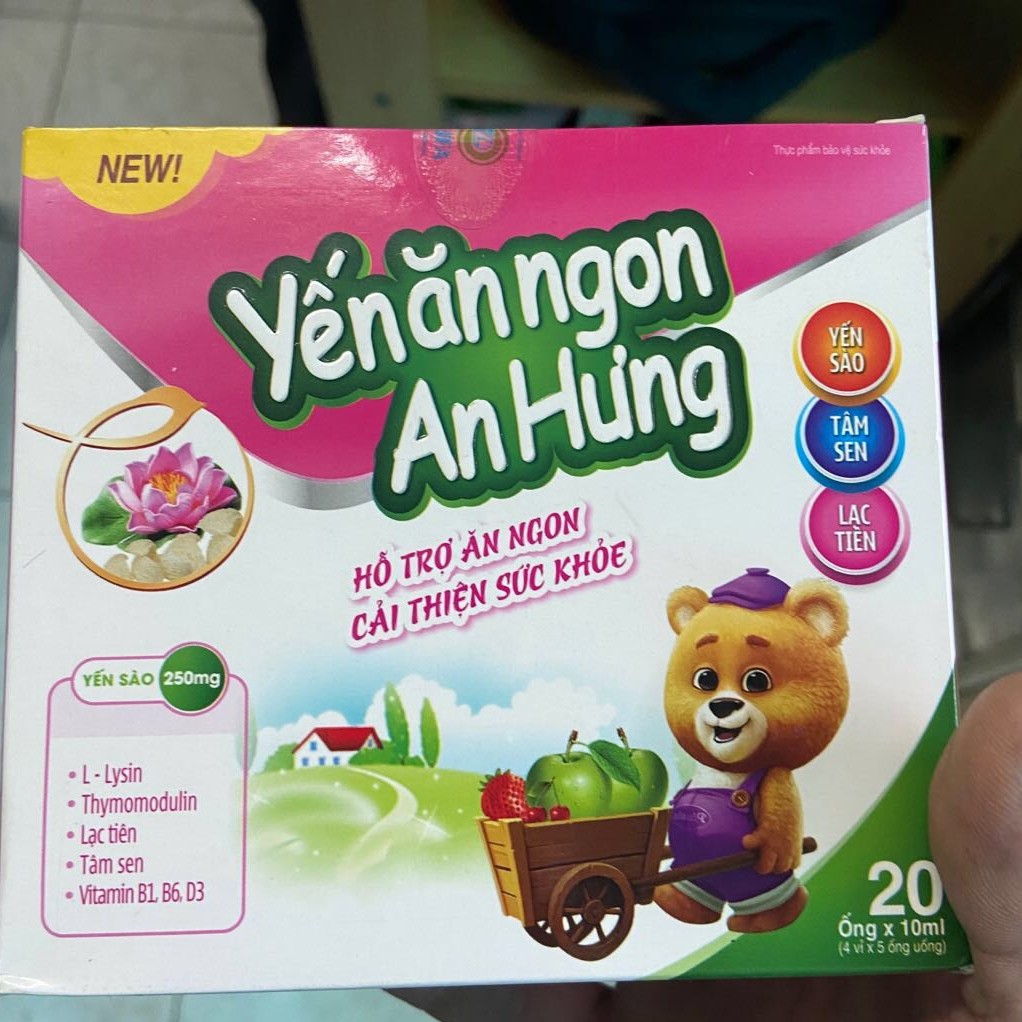 NEW!
Thực phẩm bảo vệ sức khỏe
Yến ăn ngon
An Hưng
YẾN
SÀO
TÂM
SEN
LẠC
TIÊN
HỖ TRỢ ĂN NGON
CẢI THIỆN SỨC KHỎE
YẾN SÀO 250mg
• L - Lysin
• Thymomodulin
• Lạc tiên
• Tâm sen
• Vitamin B1, B6, D3
20
Ống x 10ml
(4 vỉ x 5 ống uống)